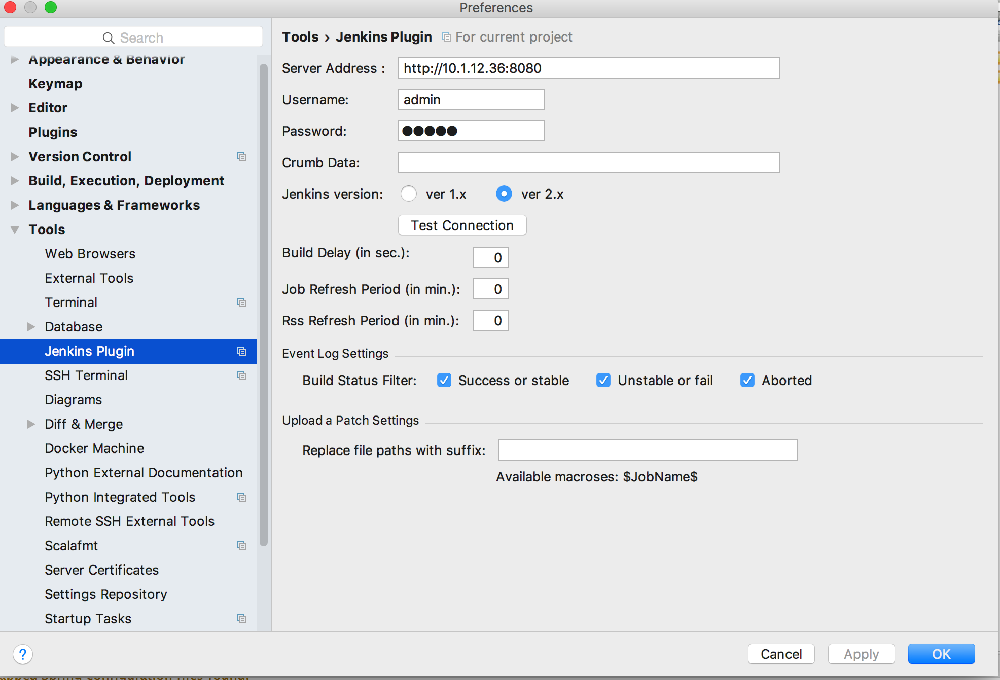 Preferences
Search
Appearance & Behavior
Keymap
Editor
Plugins
Version Control
Build, Execution, Deployment
Languages & Frameworks
Tools
Web Browsers
External Tools
Terminal
Database
Jenkins Plugin
SSH Terminal
Diagrams
Diff & Merge
Docker Machine
Python External Documentation
Python Integrated Tools
Remote SSH External Tools
Scalafmt
Server Certificates
Settings Repository
Startup Tasks
Tools › Jenkins Plugin For current project
Server Address : http://10.1.12.36:8080
Username: admin
Password: ●●●●●
Crumb Data:
Jenkins version: ver 1.x ver 2.x
Test Connection
Build Delay (in sec.): 0
Job Refresh Period (in min.): 0
Rss Refresh Period (in min.): 0
Event Log Settings
Build Status Filter: Success or stable Unstable or fail Aborted
Upload a Patch Settings
Replace file paths with suffix:
Available macroses: $JobName$
? Cancel Apply OK